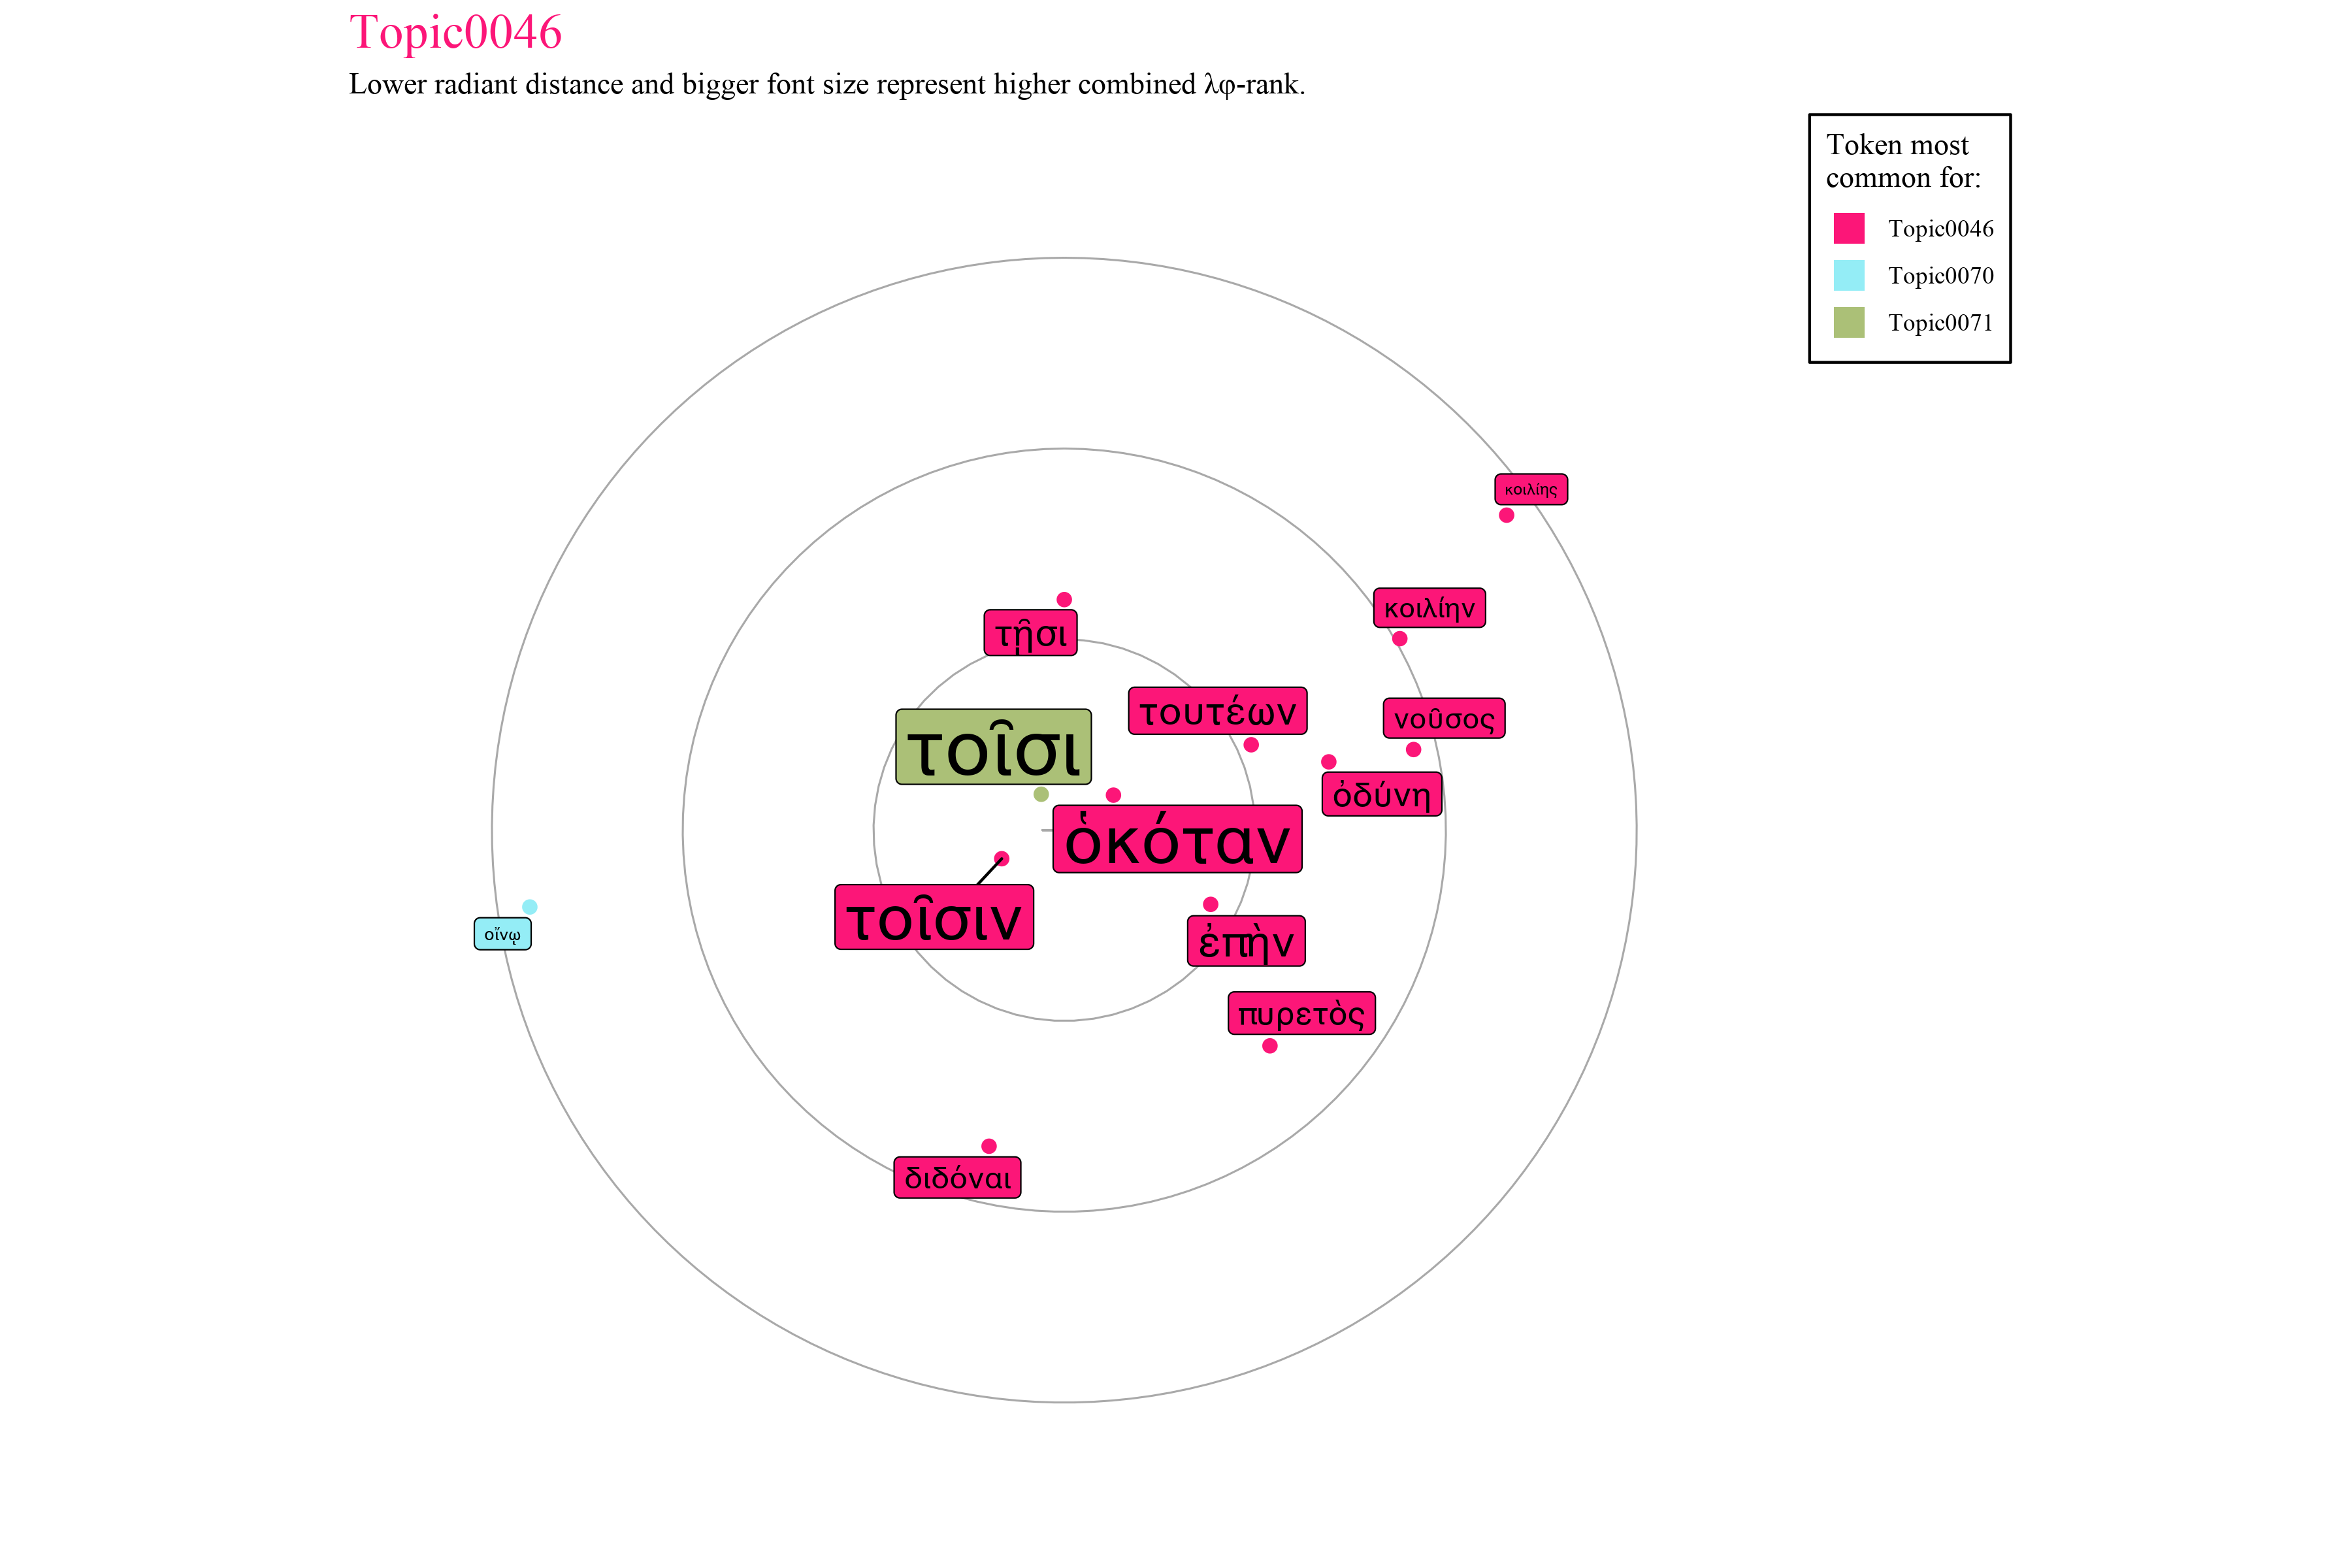 Topic0046
Lower radiant distance and bigger font size represent higher combined λφ-rank.
Token most
common for:
Topic0046
Topic0070
Topic0071
κοιλίης
κοιλίην
τῇσι
τουτέων
νοῦσος
τοῖσι
ὀδύνη
ὁκόταν
τοῖσιν
οἴνῳ
ἐπὴν
πυρετὸς
διδόναι